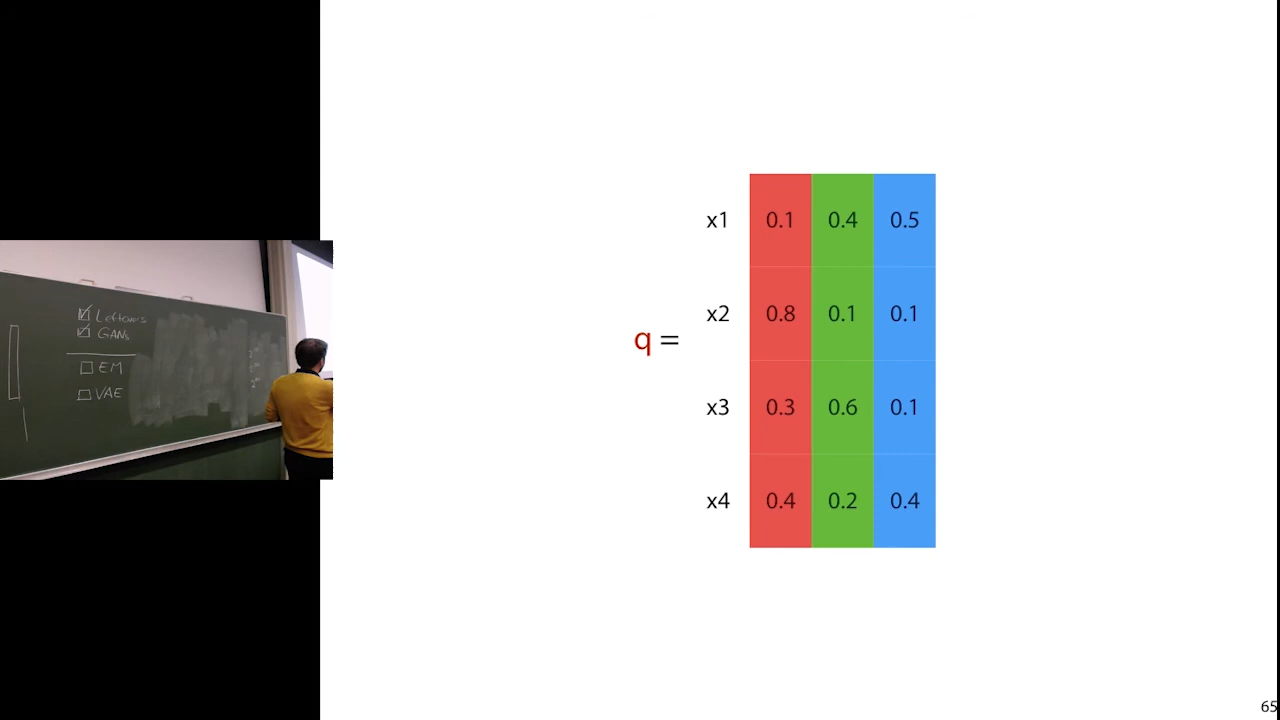 x1 0.1 0.4 0.5
x2 0.8 0.1 0.1
q =
x3 0.3 0.6 0.1
x4 0.4 0.2 0.4
Leftovers
GANs
EM
VAE
65